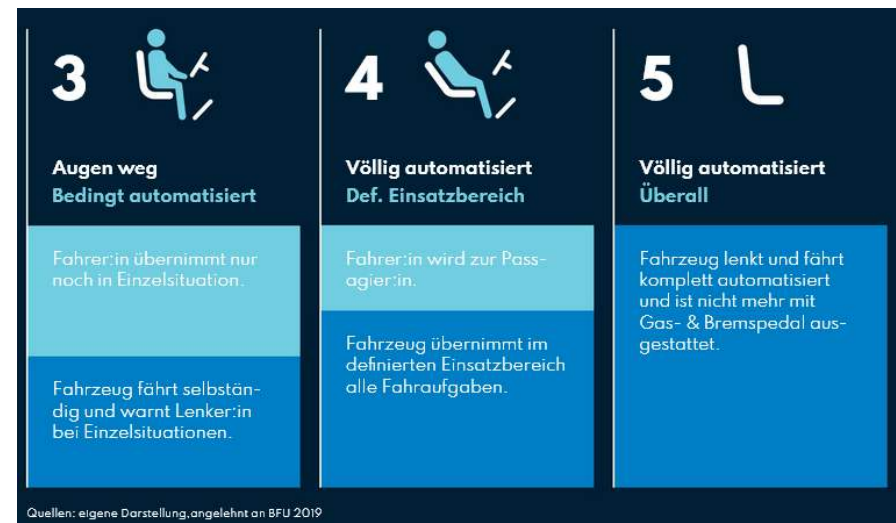 3
Augen weg
Bedingt automatisiert
Fahrer:in übernimmt nur
noch in Einzelsituation.
Fahrzeug fährt selbstän-
dig und warnt Lenker:in
bei Einzelsituationen.
4
Völlig automatisiert
Def. Einsatzbereich
Fahrer:in wird zur Pass-
agier:in.
Fahrzeug übernimmt im
definierten Einsatzbereich
alle Fahraufgaben.
5
Völlig automatisiert
Überall
Fahrzeug lenkt und fährt
komplett automatisiert
und ist nicht mehr mit
Gas- & Bremspedal aus-
gestattet.
Quellen: eigene Darstellung,angelehnt an BFU 2019